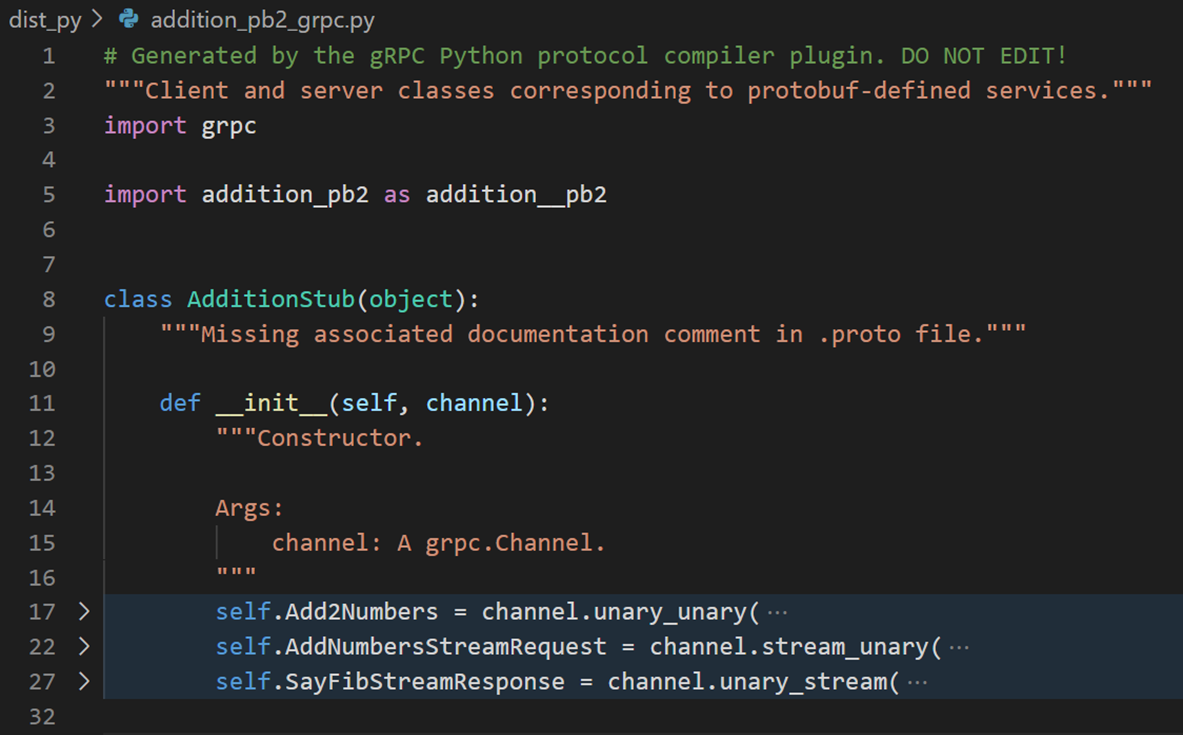 dist_py > addition_pb2_grpc.py
1 # Generated by the gRPC Python protocol compiler plugin. DO NOT EDIT!
2 """Client and server classes corresponding to protobuf-defined services."""
3 import grpc
4
5 import addition_pb2 as addition__pb2
6
7
8 class AdditionStub(object):
9     """Missing associated documentation comment in .proto file."""
10
11     def __init__(self, channel):
12         """Constructor.
13
14         Args:
15             channel: A grpc.Channel.
16         """
17 >         self.Add2Numbers = channel.unary_unary( ···
22 >         self.AddNumbersStreamRequest = channel.stream_unary( ···
27 >         self.SayFibStreamResponse = channel.unary_stream( ···
32